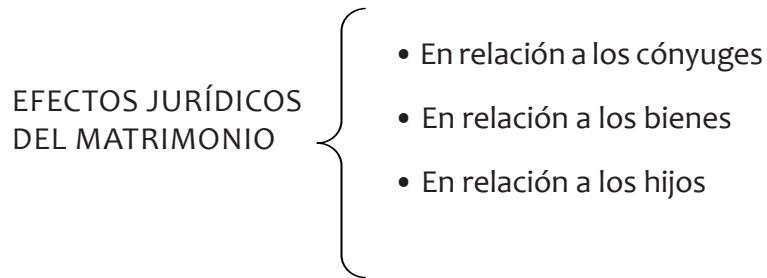 EFECTOS JURÍDICOS
DEL MATRIMONIO
• En relación a los cónyuges
• En relación a los bienes
• En relación a los hijos